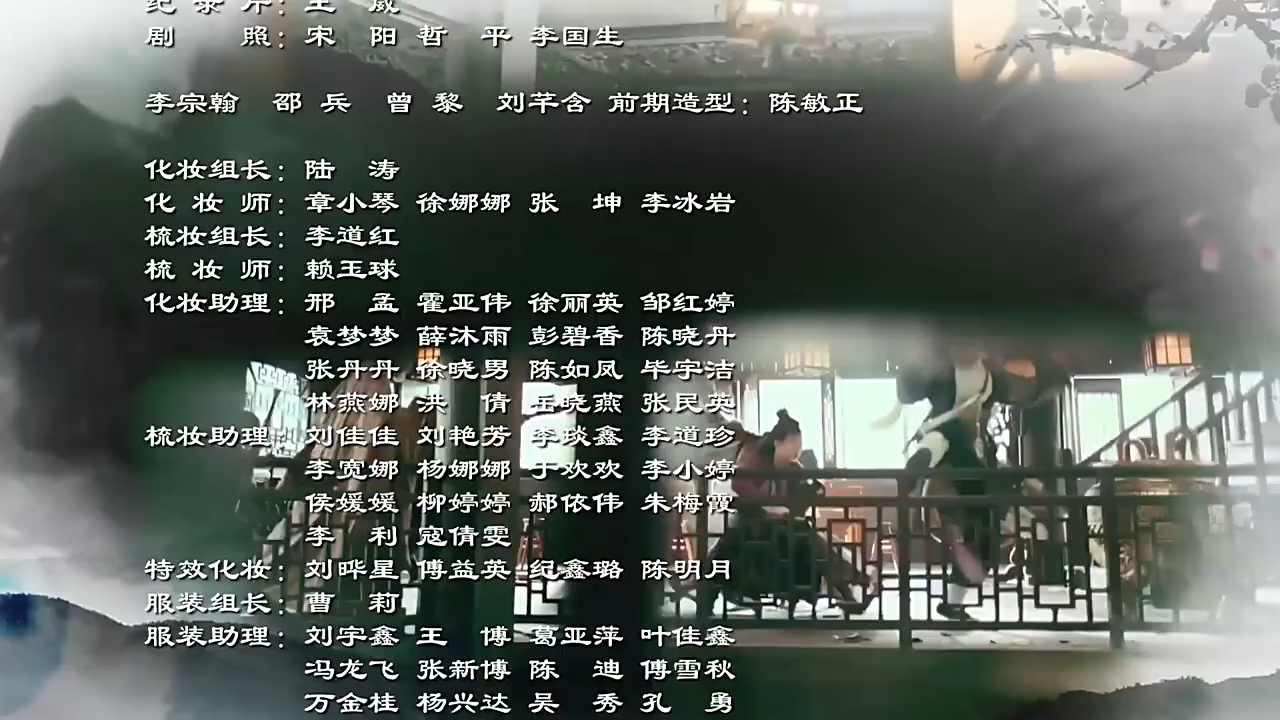 纪 录 片：王 晟
剧 照：宋 阳 哲 平 李国生
李宗翰 邵 兵 曾 黎 刘芊含 前期造型：陈敏正
化妆组长：陆 涛
化 妆 师：章小琴 徐娜娜 张 坤 李冰岩
梳妆组长：李道红
梳 妆 师：赖玉球
化妆助理：邢 孟 霍亚伟 徐丽英 邹红婷
袁梦梦 薛沐雨 彭碧香 陈晓丹
张丹丹 徐晓男 陈如凤 毕宇洁
林燕娜 洪 倩 岳晓燕 张民英
梳妆助理：刘佳佳 刘艳芳 李琰鑫 李道珍
李宽娜 杨娜娜 于欢欢 李小婷
侯媛媛 柳婷婷 郝依伟 朱梅霞
李 利 寇倩雯
特效化妆：刘晔星 傅益英 纪鑫璐 陈明月
服装组长：曹 莉
服装助理：刘宇鑫 王 博 葛亚萍 叶佳鑫
冯龙飞 张新博 陈 迪 傅雪秋
万金桂 杨兴达 吴 秀 孔 勇